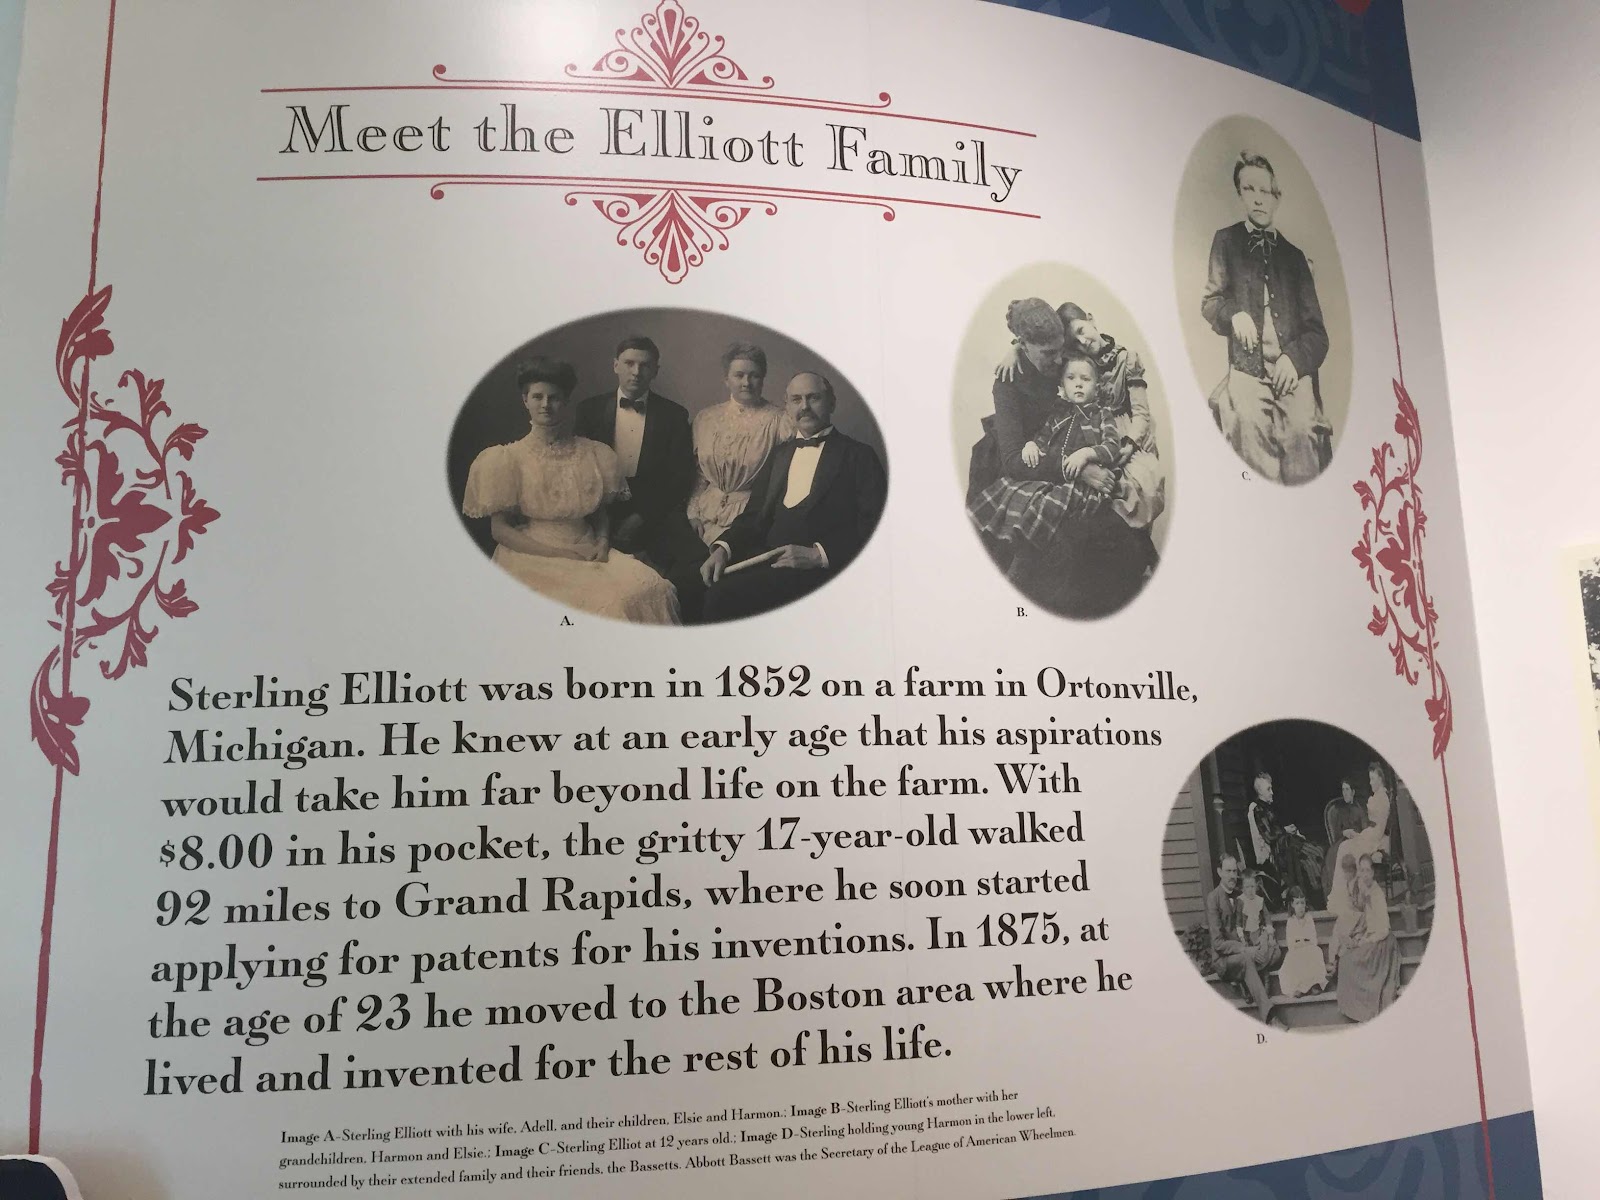 Meet the Elliott Family
C.
B.
A.
Sterling Elliott was born in 1852 on a farm in Ortonville,
Michigan. He knew at an early age that his aspirations
would take him far beyond life on the farm. With
$8.00 in his pocket, the gritty 17-year-old walked
92 miles to Grand Rapids, where he soon started
applying for patents for his inventions. In 1875, at
the age of 23 he moved to the Boston area where he
lived and invented for the rest of his life.
D.
Image A-Sterling Elliott with his wife, Adell, and their children, Elsie and Harmon.; Image B-Sterling Elliott's mother with her
grandchildren, Harmon and Elsie.; Image C-Sterling Elliot at 12 years old.; Image D-Sterling holding young Harmon in the lower left,
surrounded by their extended family and their friends, the Bassetts. Abbott Bassett was the Secretary of the League of American Wheelmen.